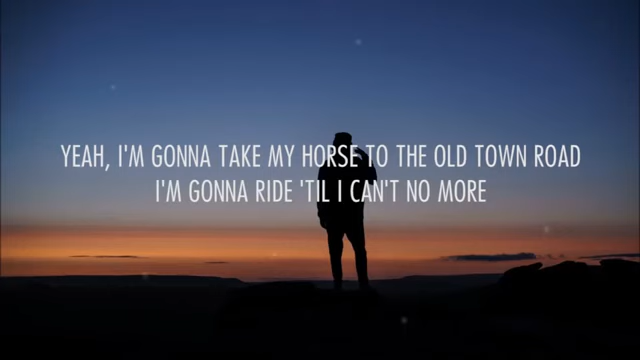 YEAH, I'M GONNA TAKE MY HORSE TO THE OLD TOWN ROAD
I'M GONNA RIDE 'TIL I CAN'T NO MORE